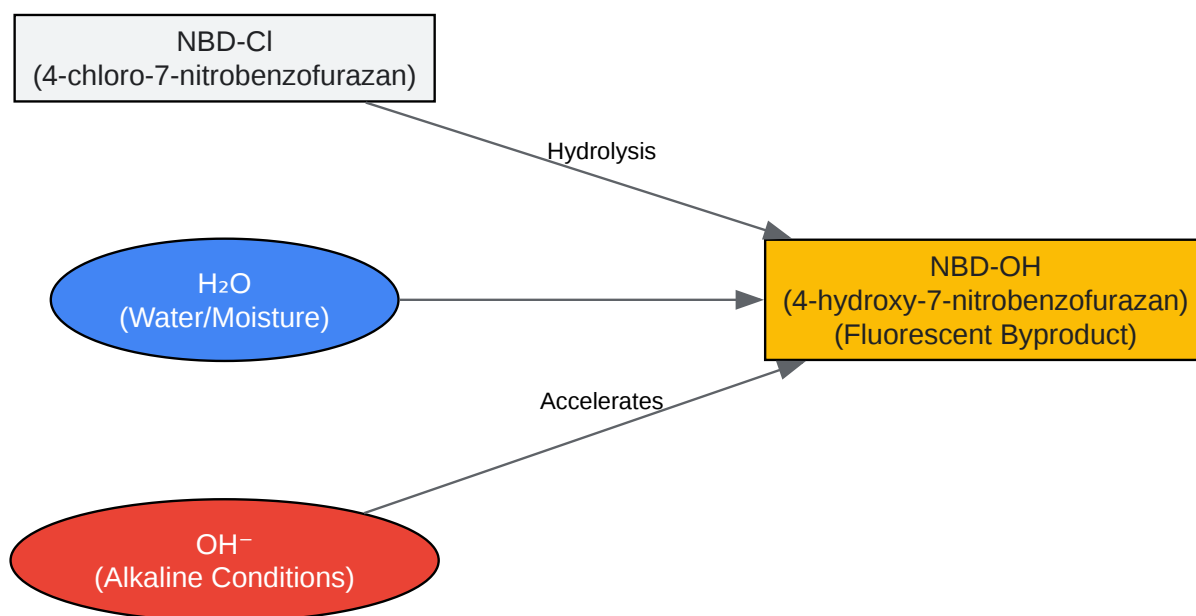 NBD-Cl
(4-chloro-7-nitrobenzofurazan)
Hydrolysis
H₂O
(Water/Moisture)
NBD-OH
(4-hydroxy-7-nitrobenzofurazan)
(Fluorescent Byproduct)
Accelerates
OH⁻
(Alkaline Conditions)